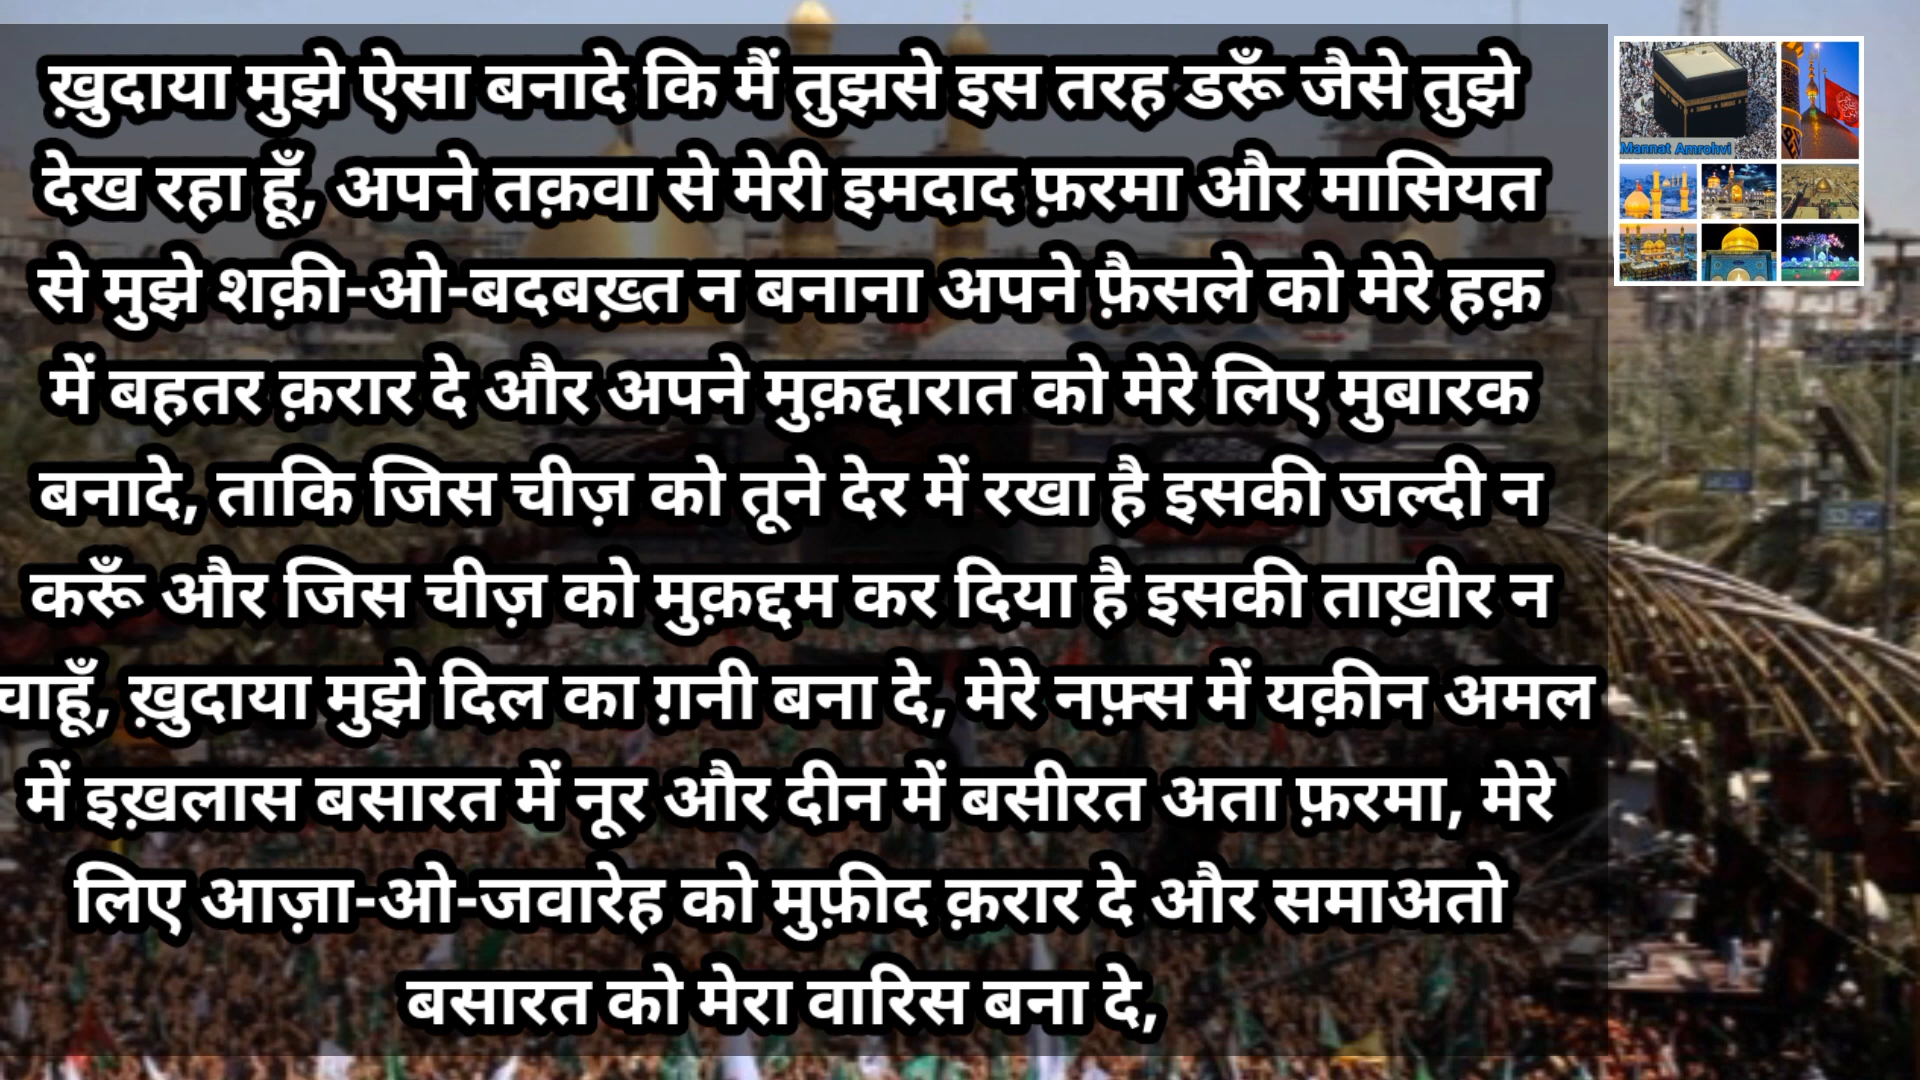 ख़ुदाया मुझे ऐसा बनादे कि मैं तुझसे इस तरह डरूँ जैसे तुझे
देख रहा हूँ, अपने तक़वा से मेरी इमदाद फ़रमा और मासियत
से मुझे शक़ी-ओ-बदबख़्त न बनाना अपने फ़ैसले को मेरे हक़
में बहतर क़रार दे और अपने मुक़द्दारात को मेरे लिए मुबारक
बनादे, ताकि जिस चीज़ को तूने देर में रखा है इसकी जल्दी न
करूँ और जिस चीज़ को मुक़द्दम कर दिया है इसकी ताख़ीर न
चाहूँ, ख़ुदाया मुझे दिल का ग़नी बना दे, मेरे नफ़्स में यक़ीन अमल
में इख़लास बसारत में नूर और दीन में बसीरत अता फ़रमा, मेरे
लिए आज़ा-ओ-जवारेह को मुफ़ीद क़रार दे और समाअतो
बसारत को मेरा वारिस बना दे,
Mannat Amrohvi